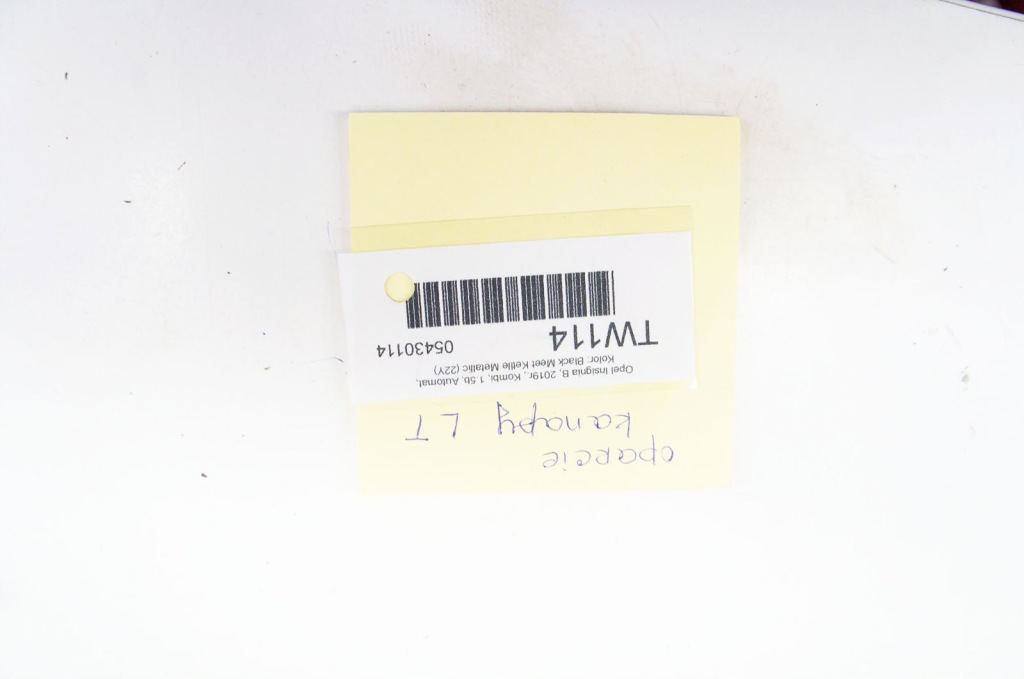 oparcie
kanapy LT
Opel Insignia B, 2019r., Kombi, 1.5b, Automat,
Kolor: Black Meet Kettle Metallic (22Y)
TW114 05430114